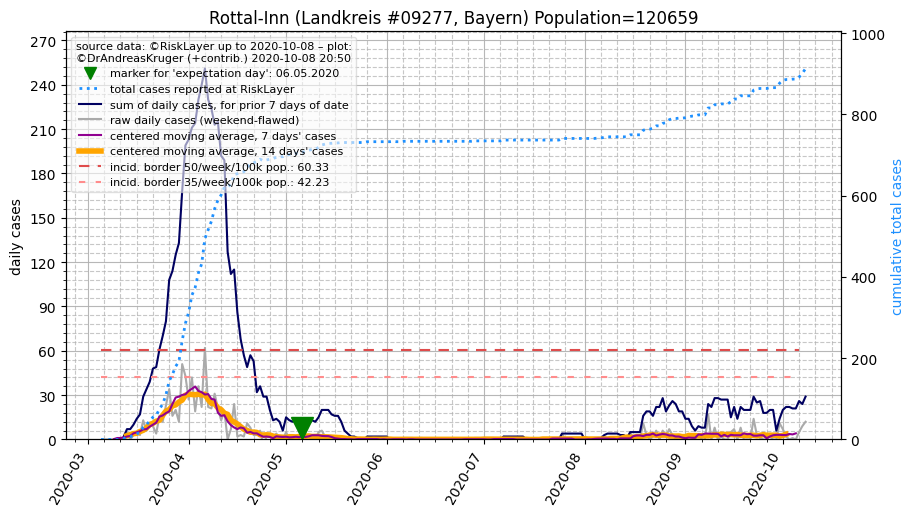 Rottal-Inn (Landkreis #09277, Bayern) Population=120659
source data: ©RiskLayer up to 2020-10-08 – plot:
©DrAndreasKruger (+contrib.) 2020-10-08 20:50
marker for 'expectation day': 06.05.2020
total cases reported at RiskLayer
sum of daily cases, for prior 7 days of date
raw daily cases (weekend-flawed)
centered moving average, 7 days' cases
centered moving average, 14 days' cases
incid. border 50/week/100k pop.: 60.33
incid. border 35/week/100k pop.: 42.23
daily cases
270
240
210
180
150
120
90
60
30
0
cumulative total cases
1000
800
600
400
200
0
2020-03
2020-04
2020-05
2020-06
2020-07
2020-08
2020-09
2020-10